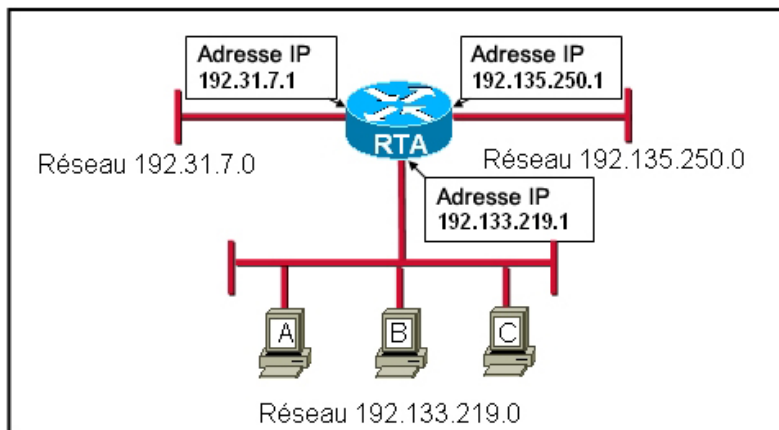 Adresse IP
192.31.7.1
Adresse IP
192.135.250.1
RTA
Réseau 192.31.7.0
Réseau 192.135.250.0
Adresse IP
192.133.219.1
A
B
C
Réseau 192.133.219.0